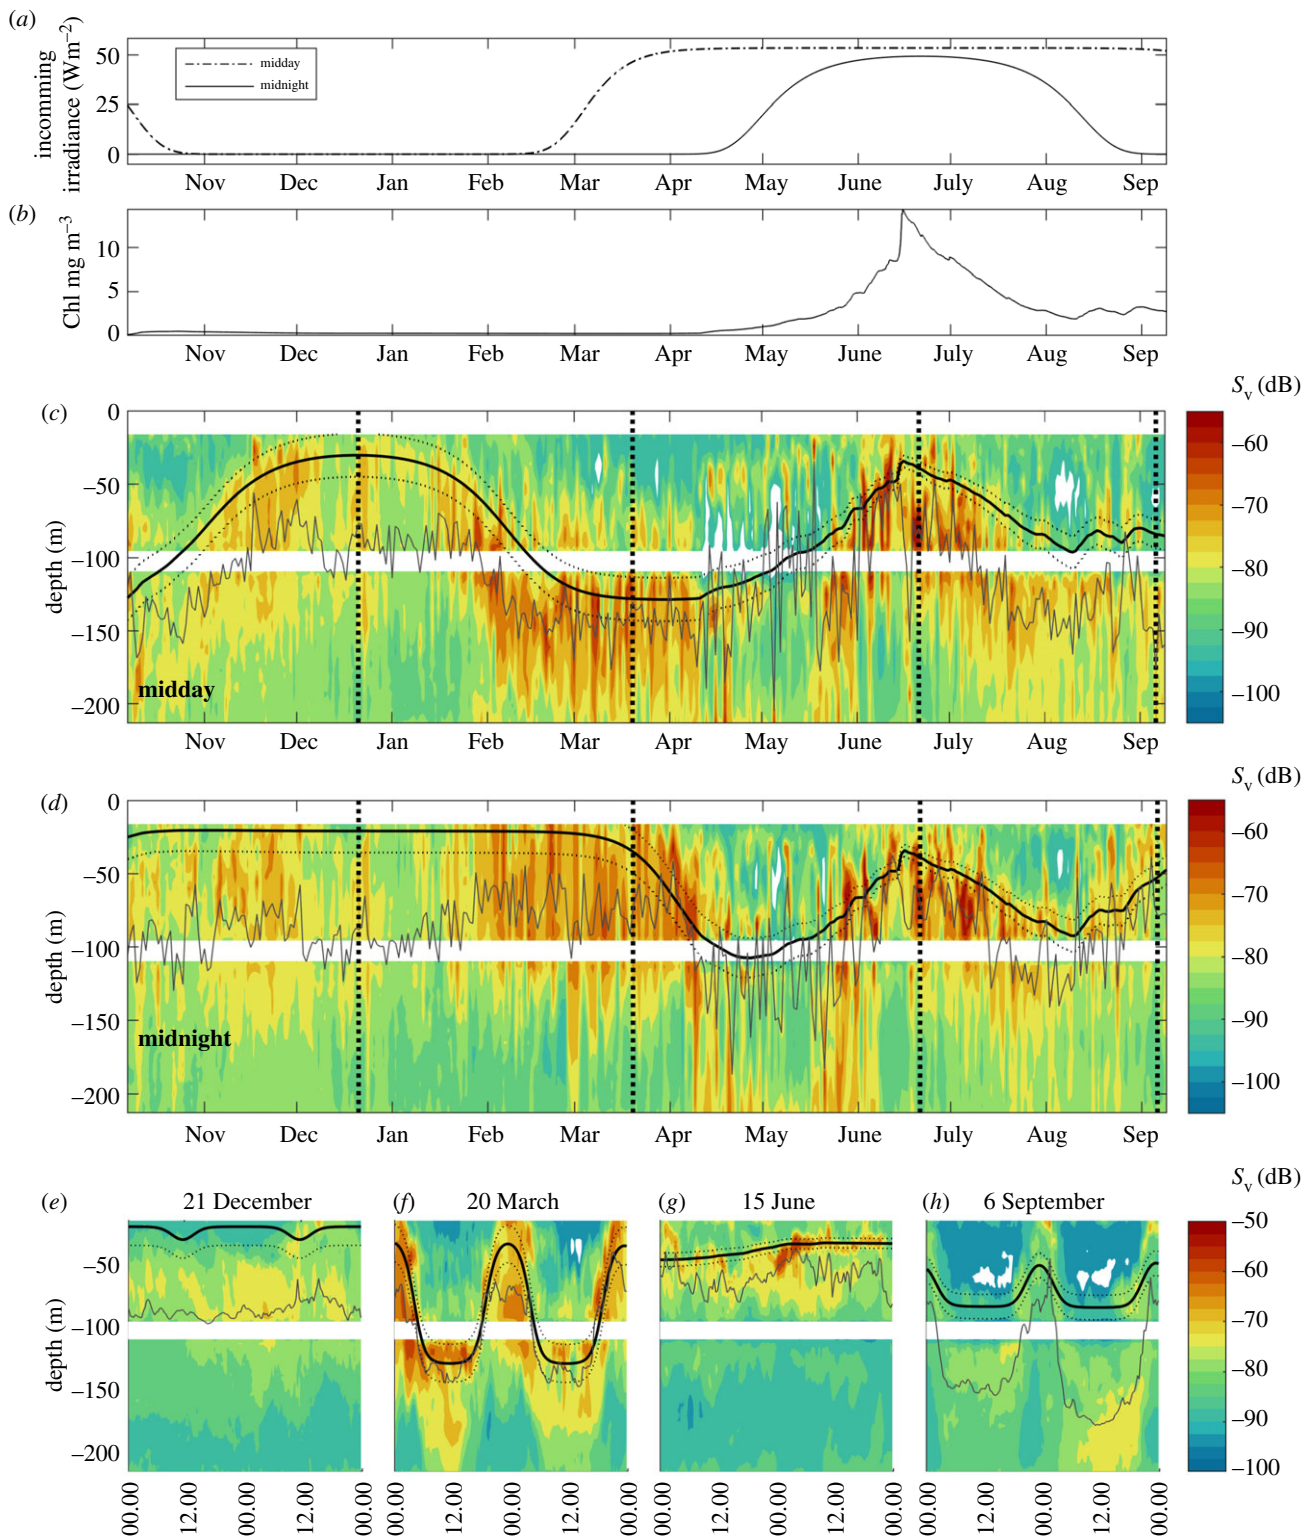 (a)
incomming
irradiance (Wm–2)
50
25
0
midday
midnight
Nov Dec Jan Feb Mar Apr May June July Aug Sep
(b)
Chl mg m–3
10
5
0
Nov Dec Jan Feb Mar Apr May June July Aug Sep
(c)
Sv (dB)
depth (m)
0
–50
–100
–150
–200
midday
–60
–70
–80
–90
–100
Nov Dec Jan Feb Mar Apr May June July Aug Sep
(d)
Sv (dB)
depth (m)
0
–50
–100
–150
–200
midnight
–60
–70
–80
–90
–100
Nov Dec Jan Feb Mar Apr May June July Aug Sep
Sv (dB)
(e) 21 December
(f) 20 March
(g) 15 June
(h) 6 September
depth (m)
–50
–100
–150
–200
–50
–60
–70
–80
–90
–100
00.00 12.00 00.00 12.00 00.00
00.00 12.00 00.00 12.00 00.00
00.00 12.00 00.00 12.00 00.00
00.00 12.00 00.00 12.00 00.00